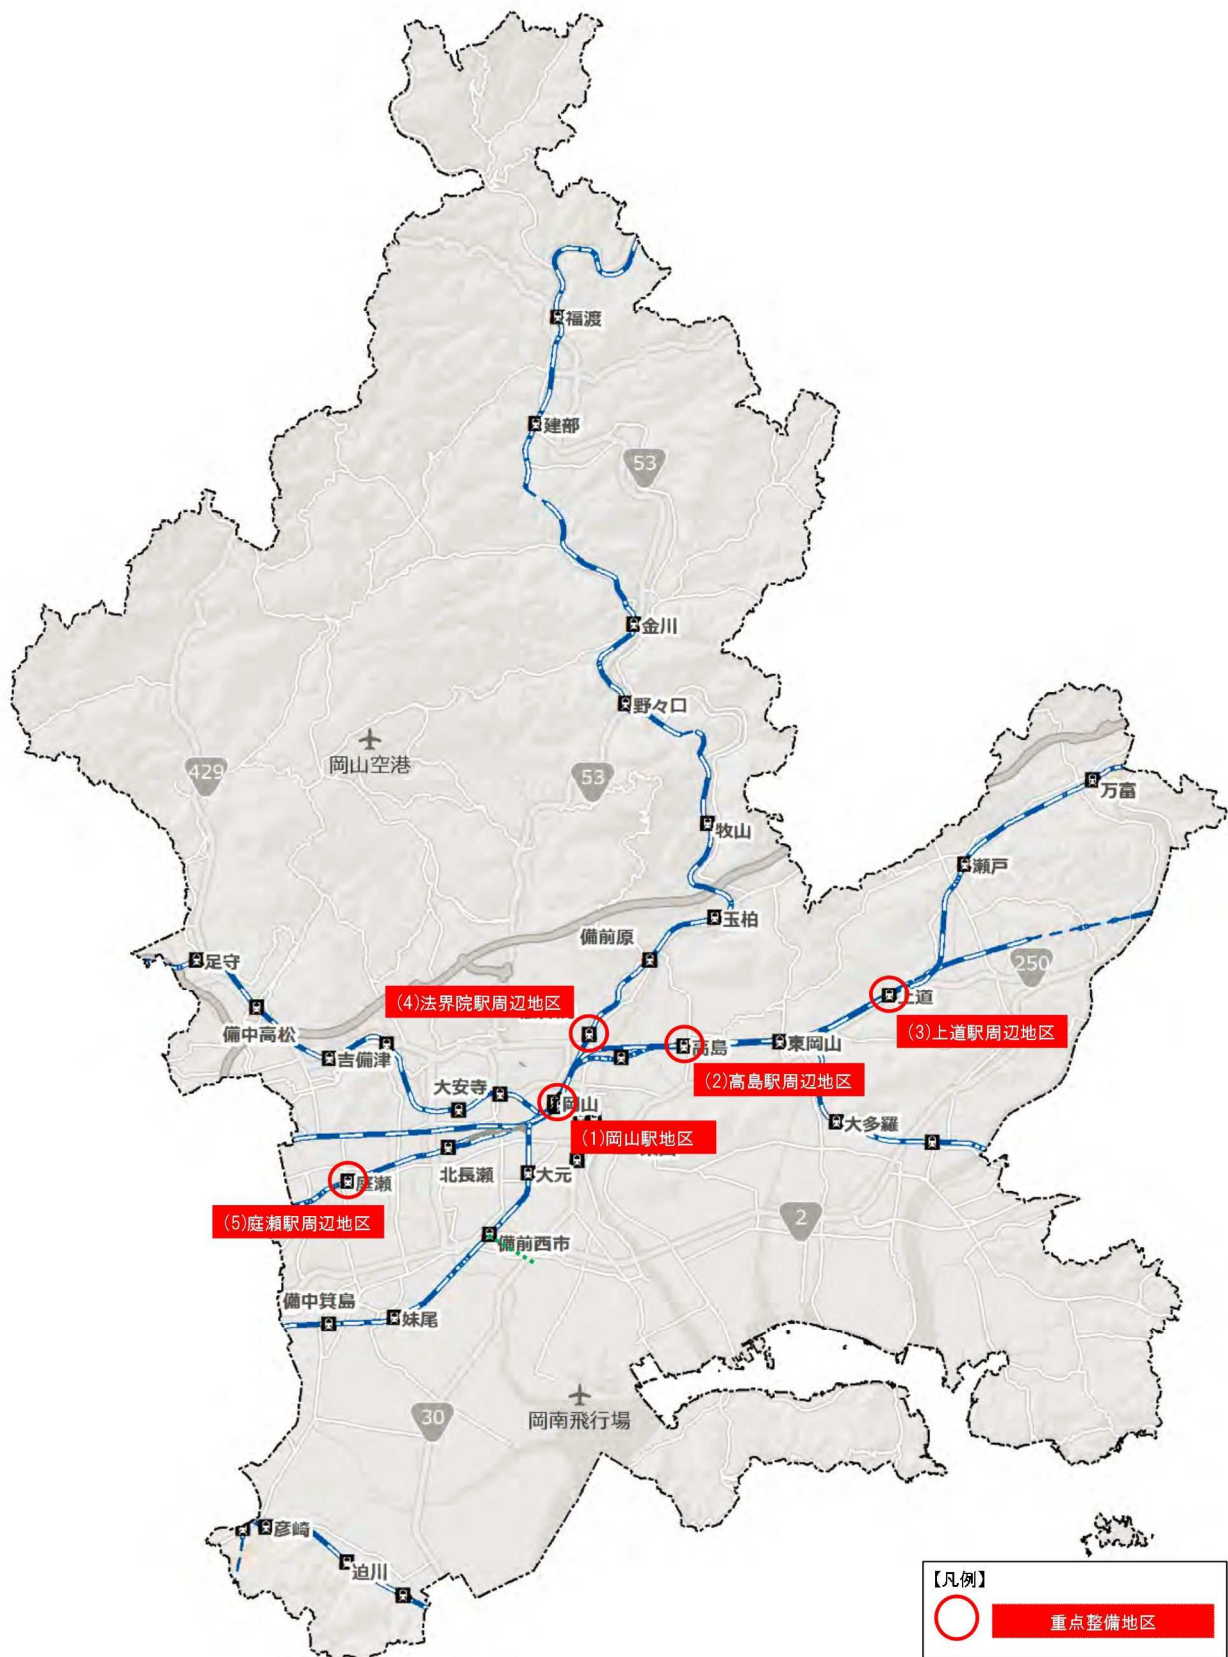 福渡
建部
53
金川
野々口
岡山空港
429
53
万富
牧山
瀬戸
玉柏
備前原
足守
250
上道
(4)法界院駅周辺地区
備中高松
(3)上道駅周辺地区
吉備津
高島
東岡山
(2)高島駅周辺地区
大安寺
岡山
大多羅
(1)岡山駅地区
北長瀬
大元
庭瀬
(5)庭瀬駅周辺地区
2
備前西市
備中箕島
妹尾
30
岡南飛行場
彦崎
迫川
【凡例】
重点整備地区